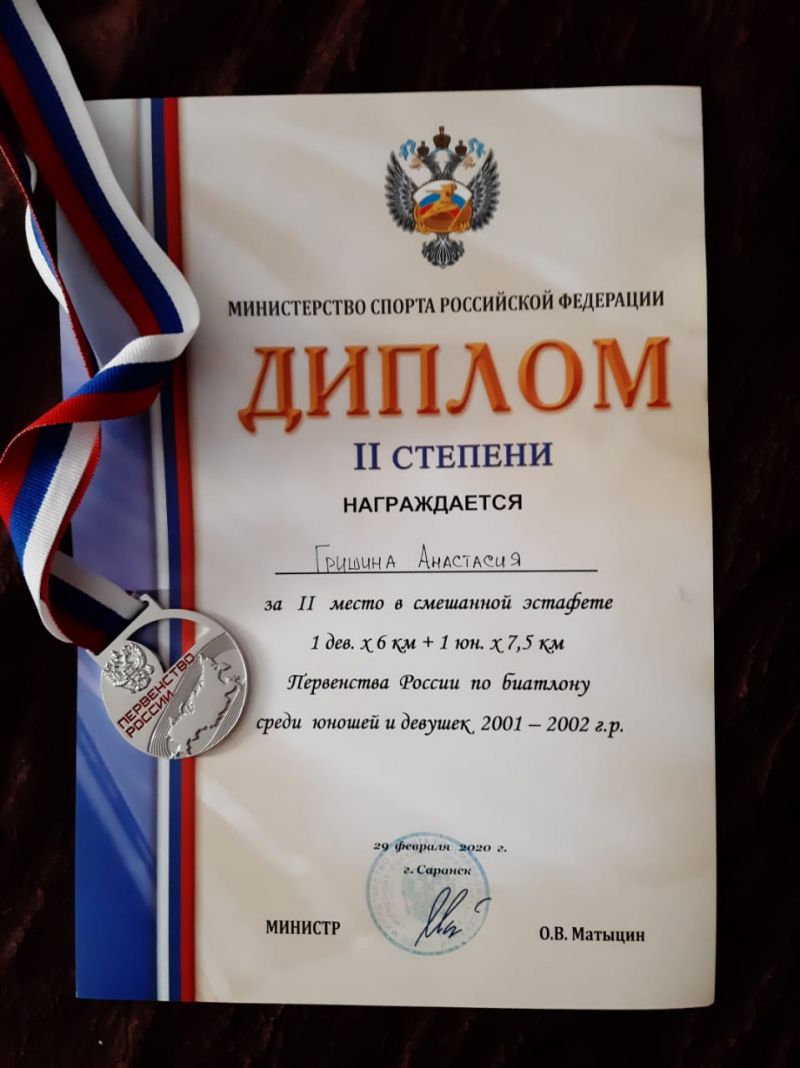 МИНИСТЕРСТВО СПОРТА РОССИЙСКОЙ ФЕДЕРАЦИИ
ДИПЛОМ
II СТЕПЕНИ
НАГРАЖДАЕТСЯ
Гришина Анастасия
за II место в смешанной эстафете
1 дев. х 6 км + 1 юн. х 7,5 км
Первенства России по биатлону
среди юношей и девушек 2001 – 2002 г.р.
ПЕРВЕНСТВО
РОССИИ
29 февраля 2020 г.
г. Саранск
МИНИСТР
О.В. Матыцин